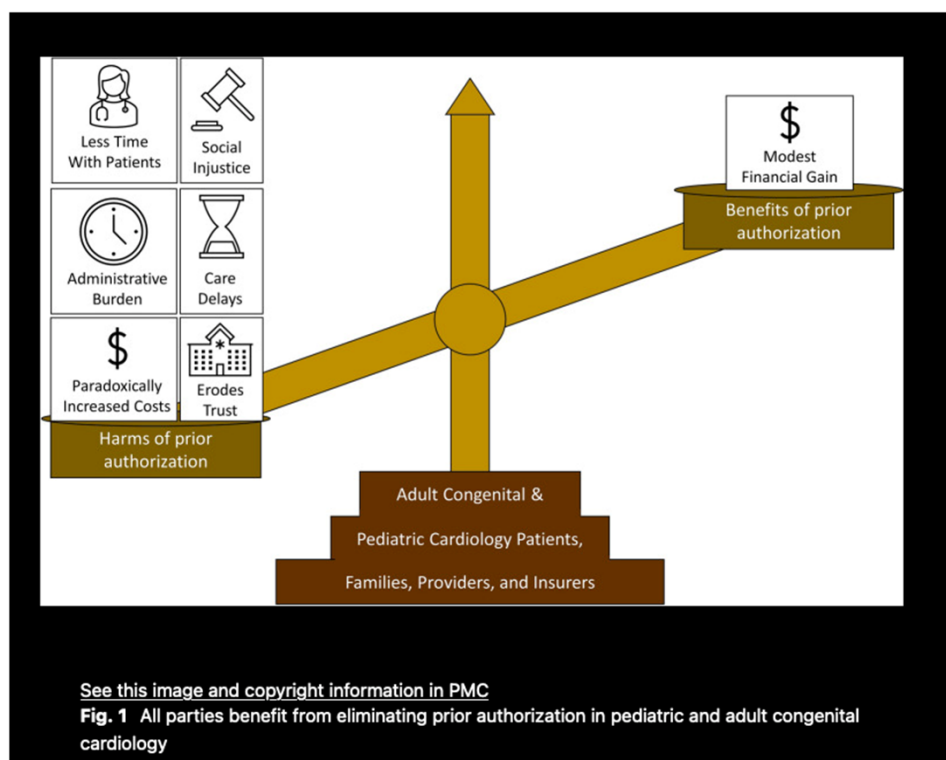 Less Time
With Patients
Social
Injustice
Administrative
Burden
Care
Delays
$
Paradoxically
Increased Costs
Erodes
Trust
Harms of prior
authorization
$
Modest
Financial Gain
Benefits of prior
authorization
Adult Congenital &
Pediatric Cardiology Patients,
Families, Providers, and Insurers
See this image and copyright information in PMC
Fig. 1 All parties benefit from eliminating prior authorization in pediatric and adult congenital
cardiology